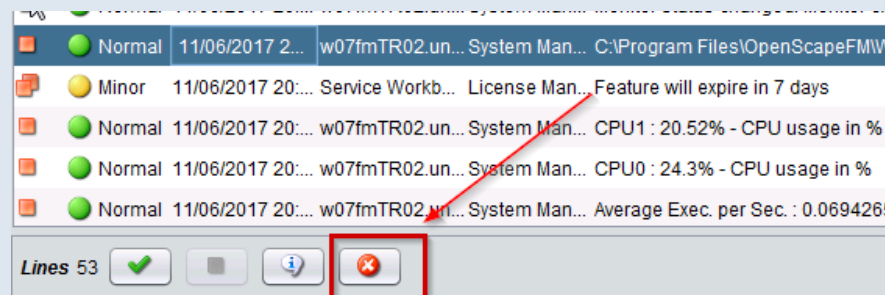 Normal 11/06/2017 2... w07fmTR02.un... System Man... C:\Program Files\OpenScapeFM\W
Minor 11/06/2017 20:... Service Workb... License Man... Feature will expire in 7 days
Normal 11/06/2017 20:... w07fmTR02.un... System Man... CPU1 : 20.52% - CPU usage in %
Normal 11/06/2017 20:... w07fmTR02.un... System Man... CPU0 : 24.3% - CPU usage in %
Normal 11/06/2017 20:... w07fmTR02.un... System Man... Average Exec. per Sec. : 0.0694265
Lines 53